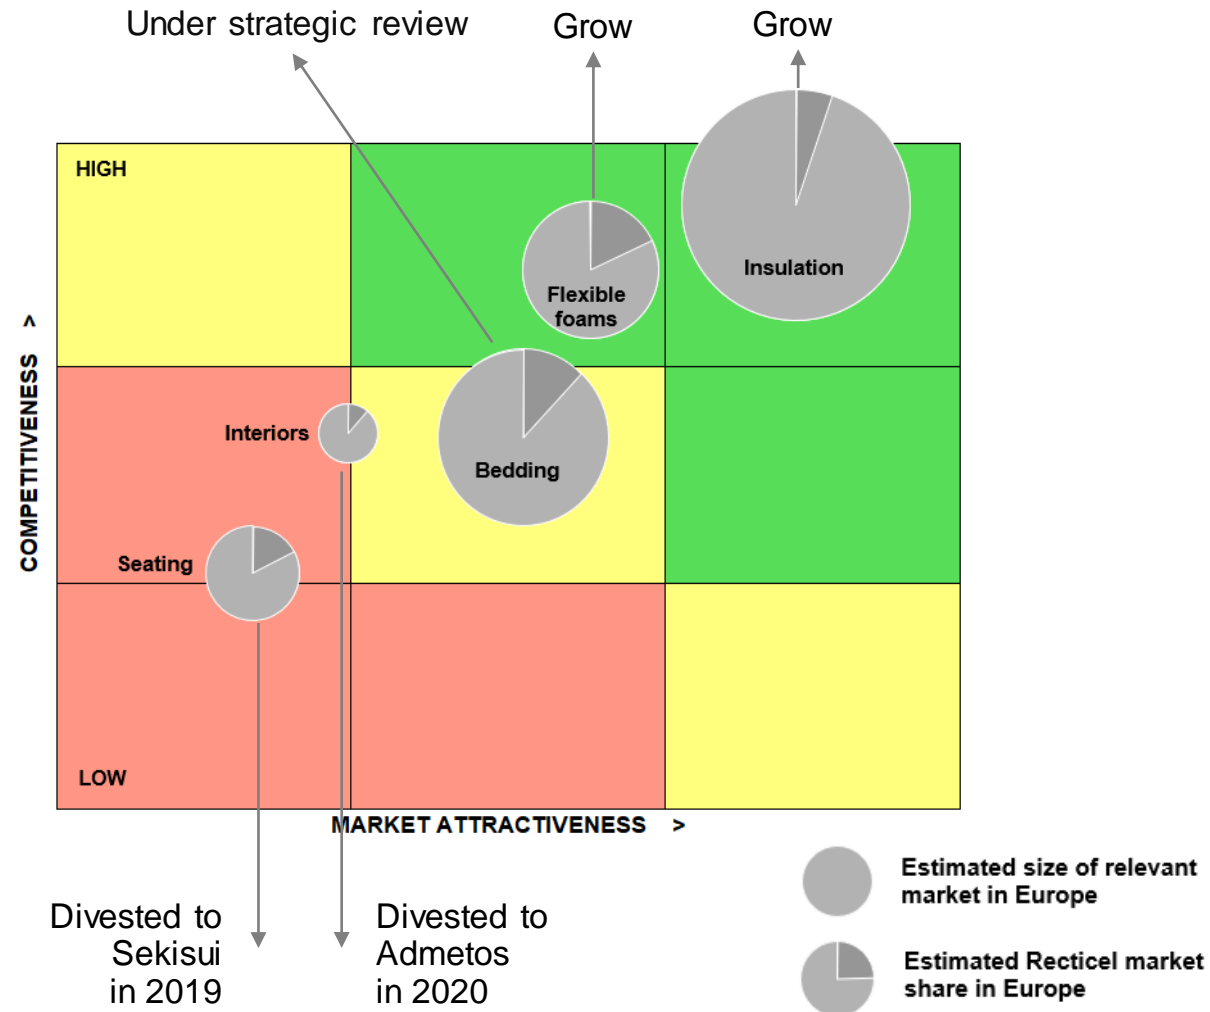 Under strategic review
Grow
Grow
HIGH
Insulation
Flexible
foams
COMPETITIVENESS >
Interiors
Bedding
Seating
LOW
MARKET ATTRACTIVENESS >
Estimated size of relevant
market in Europe
Divested to
Sekisui
in 2019
Divested to
Admetos
in 2020
Estimated Recticel market
share in Europe